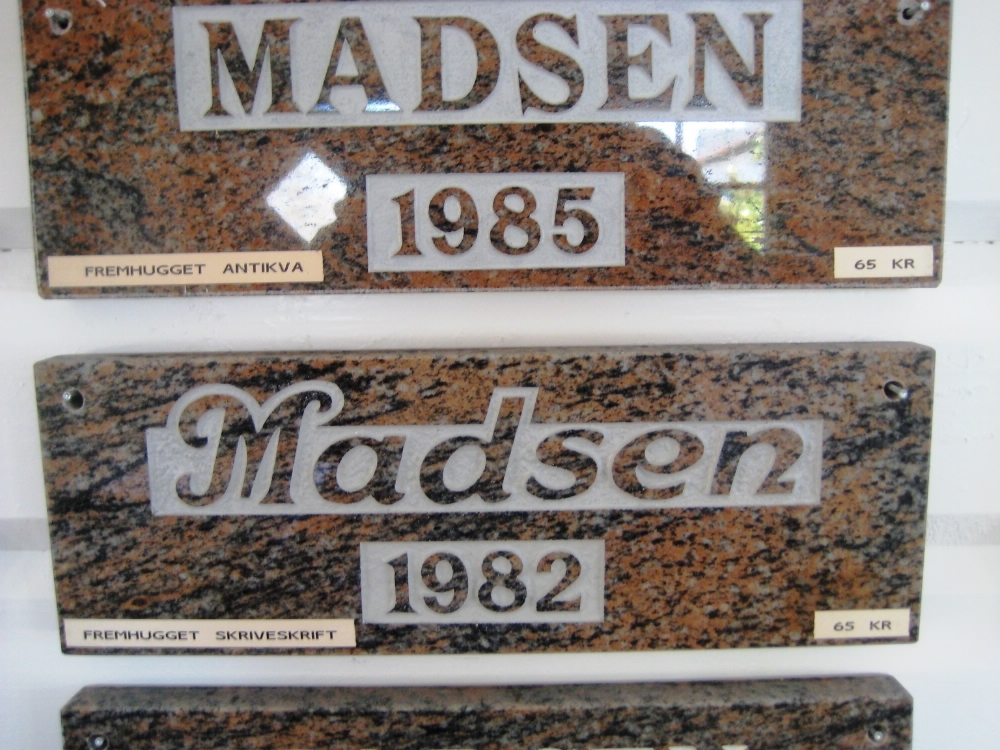 MADSEN
1985
FREMHUGGET ANTIKVA
65 KR
Madsen
1982
FREMHUGGET SKRIVESKRIFT
65 KR